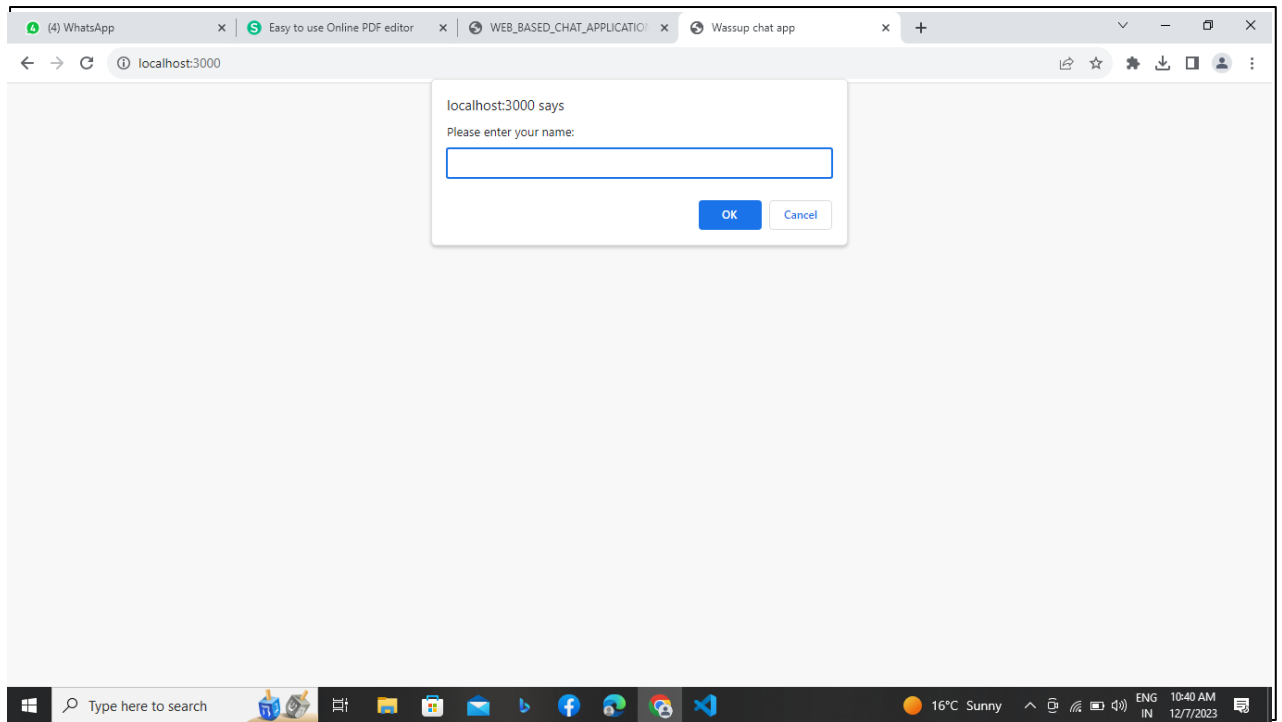 (4) WhatsApp
Easy to use Online PDF editor
WEB_BASED_CHAT_APPLICATION
Wassup chat app
localhost:3000
localhost:3000 says
Please enter your name:
OK
Cancel
Type here to search
16°C Sunny
ENG
IN
10:40 AM
12/7/2023